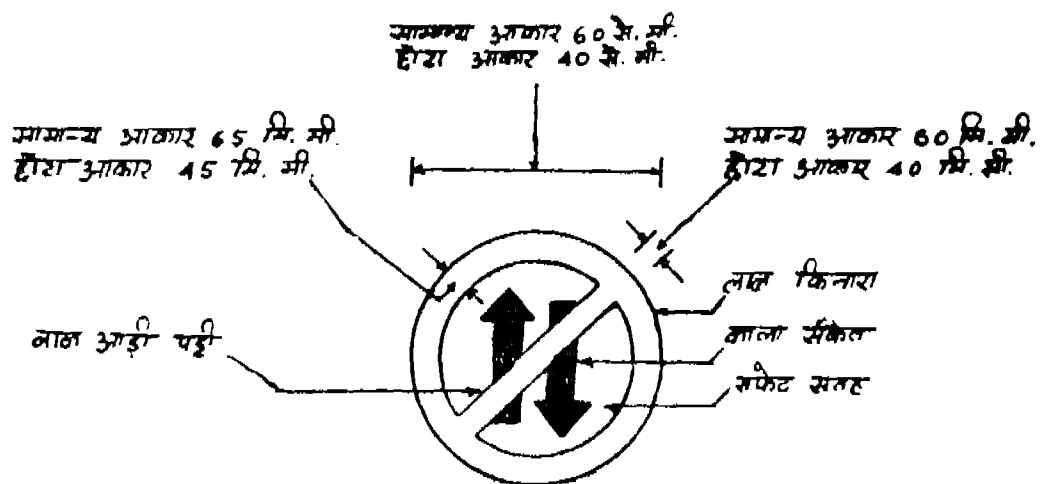 सामान्य आकार 60 से. मी.
छोटा आकार 40 से. मी.
सामान्य आकार 65 मि. मी.
छोटा आकार 45 मि. मी.
सामान्य आकार 60 मि. मी.
छोटा आकार 40 मि. मी.
लाल किनारा
लाल आड़ी पट्टी
काला संकेत
सफेद सतह